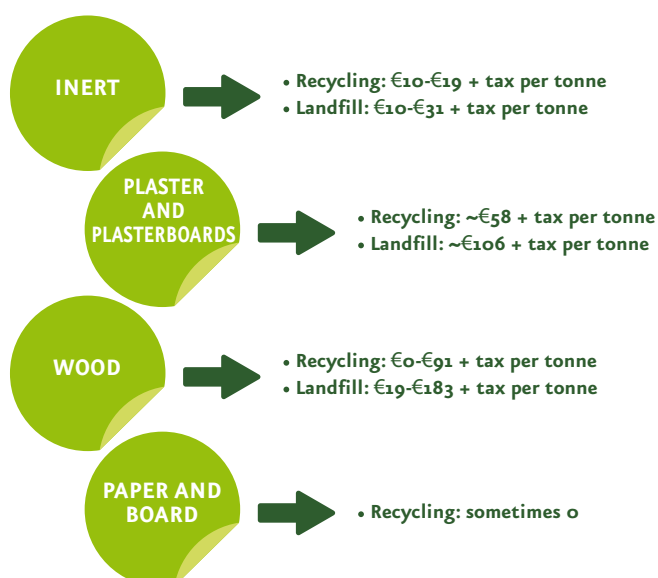 INERT
• Recycling: €10-€19 + tax per tonne
• Landfill: €10-€31 + tax per tonne
PLASTER
AND
PLASTERBOARDS
• Recycling: ~€58 + tax per tonne
• Landfill: ~€106 + tax per tonne
WOOD
• Recycling: €0-€91 + tax per tonne
• Landfill: €19-€183 + tax per tonne
PAPER AND
BOARD
• Recycling: sometimes 0